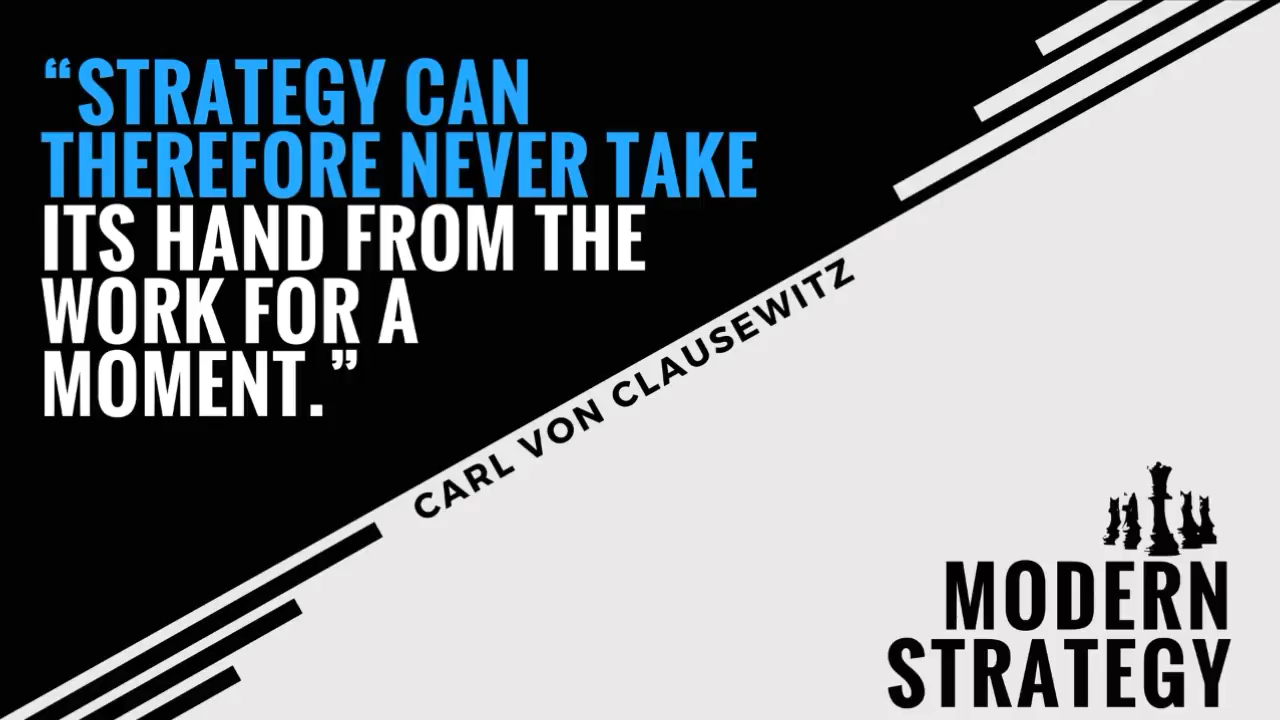 “STRATEGY CAN
THEREFORE NEVER TAKE
ITS HAND FROM THE
WORK FOR A
MOMENT.”
CARL VON CLAUSEWITZ
MODERN
STRATEGY